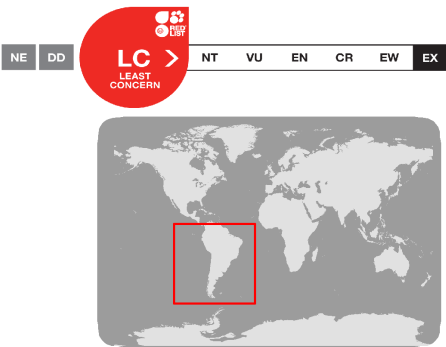 RED
LIST
NE DD LC > NT VU EN CR EW EX
LEAST
CONCERN